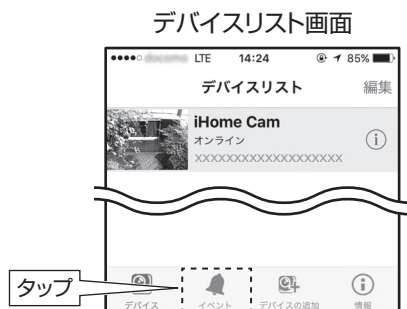 デバイスリスト画面
LTE 14:24 85%
デバイスリスト 編集
iHome Cam
オンライン
XXXXXXXXXXXXXXXXXXXX
タップ
デバイス イベント デバイスの追加 情報